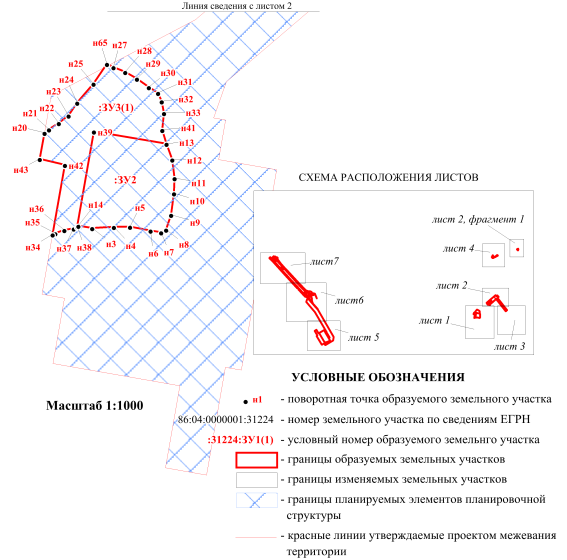 Линия сведения с листом 2
н65
н27
н28
н25
н29
н24
н30
н31
н23
н32
:ЗУ3(1)
н22
н33
н21
н41
н20
н39
н13
н12
н43
н42
:ЗУ2
н11
н10
н36
н14
н5
н9
н35
н34
н37
н38
н3
н4
н6
н7
н8
СХЕМА РАСПОЛОЖЕНИЯ ЛИСТОВ
лист 2, фрагмент 1
лист 4
лист7
лист 2
лист6
лист 1
лист 5
лист 3
УСЛОВНЫЕ ОБОЗНАЧЕНИЯ
Масштаб 1:1000
н1 - поворотная точка образуемого земельного участка
86:04:0000001:31224 - номер земельного участка по сведениям ЕГРН
:31224:ЗУ1(1) - условный номер образуемого земельнго участка
- границы образуемых земельных участков
- границы изменяемых земельных участков
- границы планируемых элементов планировочной
структуры
- красные линии утверждаемые проектом межевания
территории